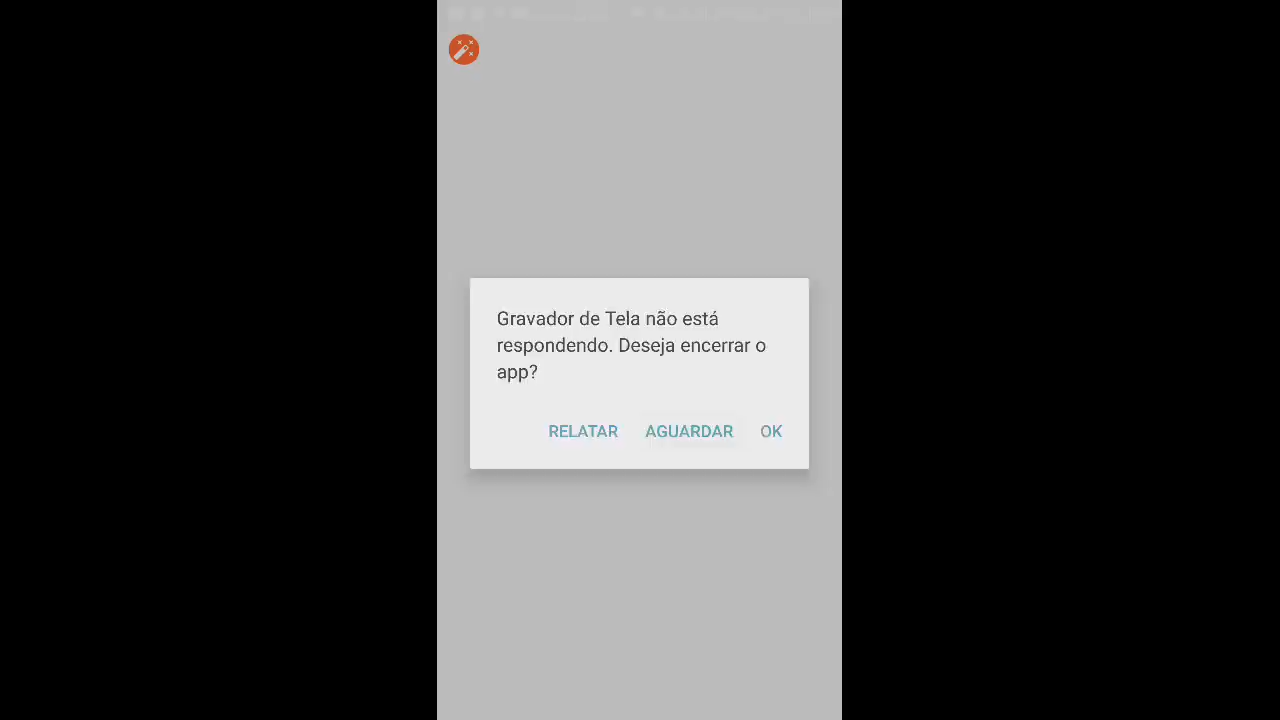 Gravador de Tela não está
respondendo. Deseja encerrar o
app?
RELATAR AGUARDAR OK